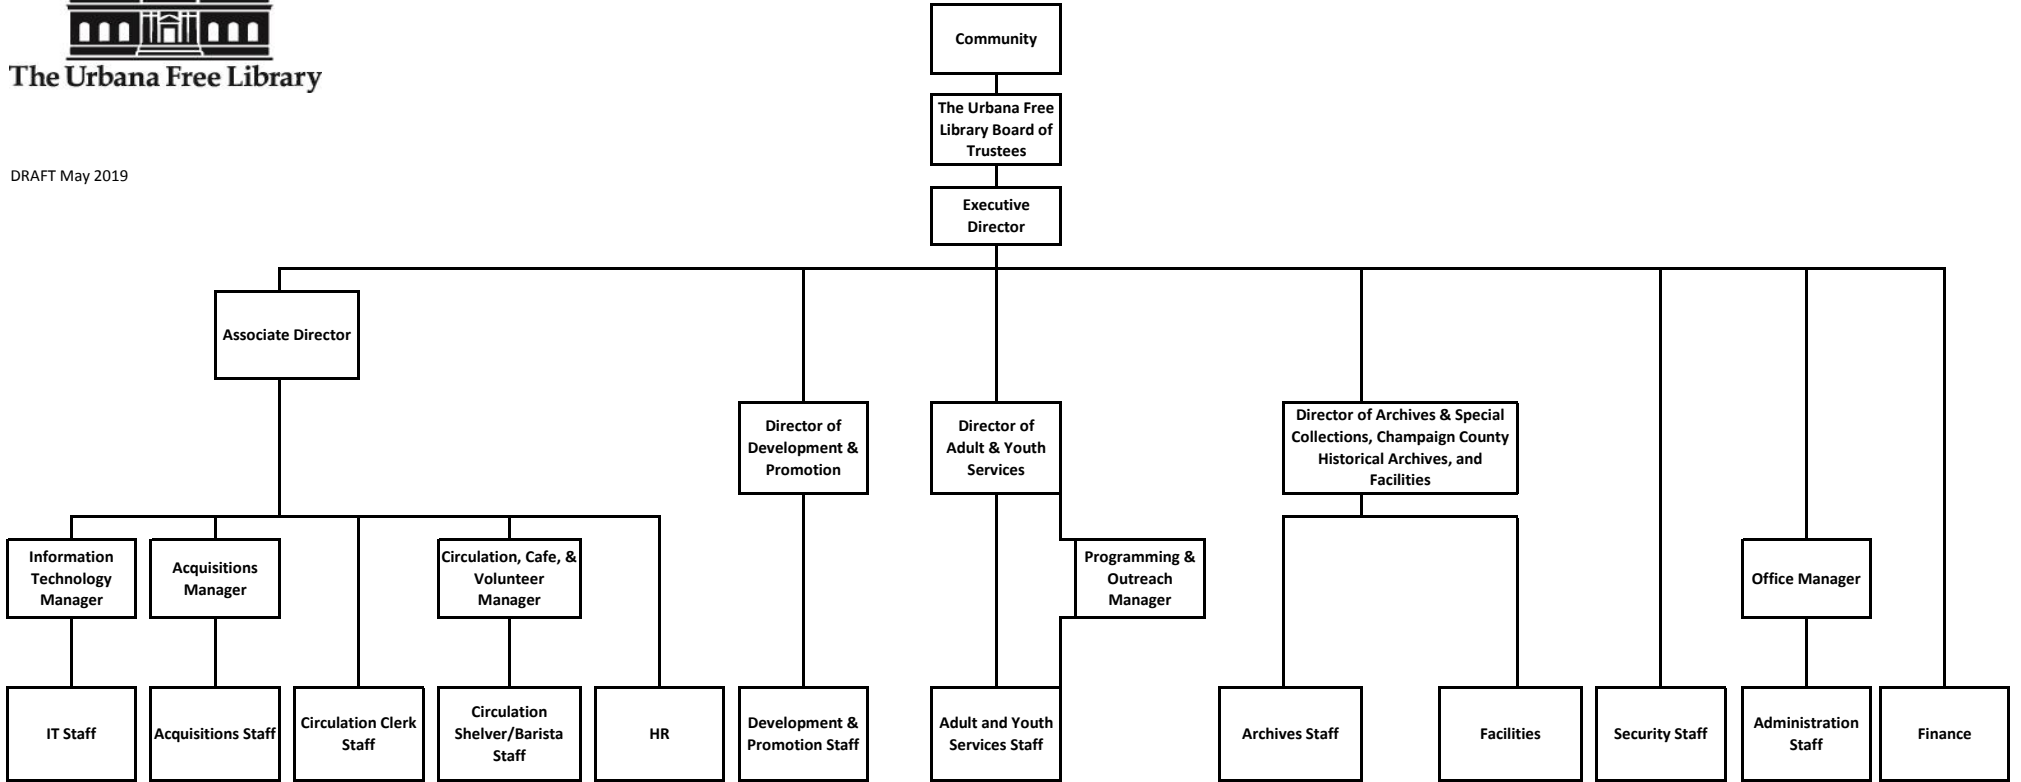 The Urbana Free Library
DRAFT May 2019
Community
The Urbana Free
Library Board of
Trustees
Executive
Director
Associate Director
Director of
Development &
Promotion
Director of
Adult & Youth
Services
Director of Archives & Special
Collections, Champaign County
Historical Archives, and
Facilities
Information
Technology
Manager
Acquisitions
Manager
Circulation, Cafe, &
Volunteer
Manager
Programming &
Outreach
Manager
Office Manager
IT Staff
Acquisitions Staff
Circulation Clerk
Staff
Circulation
Shelver/Barista
Staff
HR
Development &
Promotion Staff
Adult and Youth
Services Staff
Archives Staff
Facilities
Security Staff
Administration
Staff
Finance